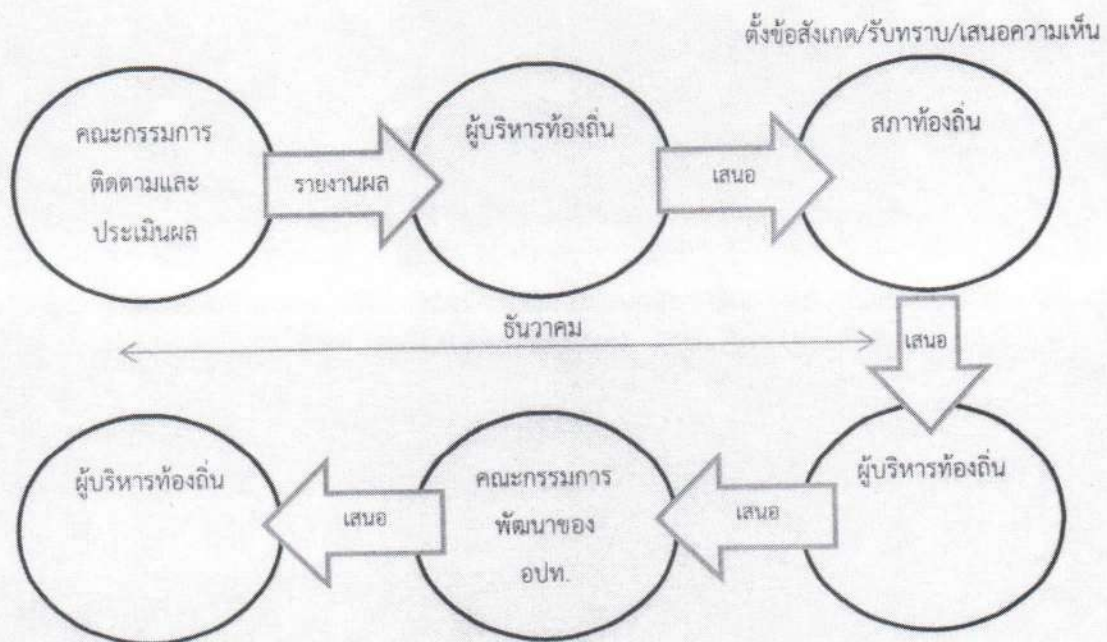 ตั้งข้อสังเกต/รับทราบ/เสนอความเห็น
คณะกรรมการ
ติดตามและ
ประเมินผล
รายงานผล
ผู้บริหารท้องถิ่น
เสนอ
สภาท้องถิ่น
ธันวาคม
เสนอ
ผู้บริหารท้องถิ่น
เสนอ
คณะกรรมการ
พัฒนาของ
อปท.
เสนอ
ผู้บริหารท้องถิ่น